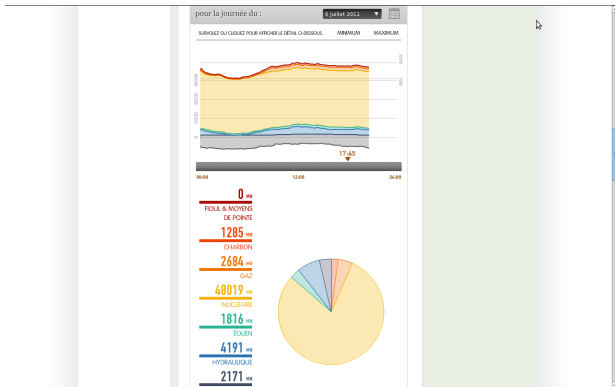 pour la journée du :
6 juillet 2011
SURVOLEZ OU CLIQUEZ POUR AFFICHER LE DÉTAIL CI-DESSOUS. MINIMUM MAXIMUM
17:45
00:00 12:00 24:00
0 MW
FIOUL & MOYENS
DE POINTE
1285 MW
CHARBON
2684 MW
GAZ
48019 MW
NUCLÉAIRE
1816 MW
ÉOLIEN
4191 MW
HYDRAULIQUE
2171 MW